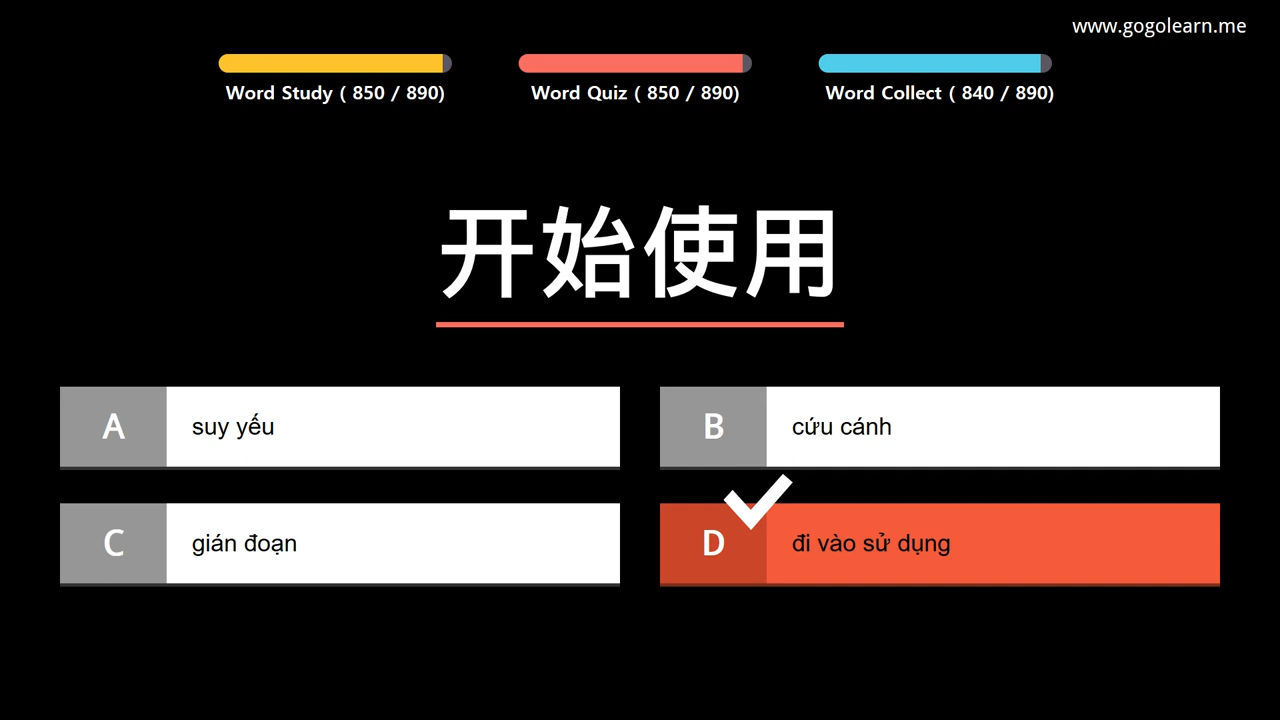 www.gogolearn.me
Word Study ( 850 / 890)
Word Quiz ( 850 / 890)
Word Collect ( 840 / 890)
开始使用
A suy yếu
B cứu cánh
C gián đoạn
D đi vào sử dụng